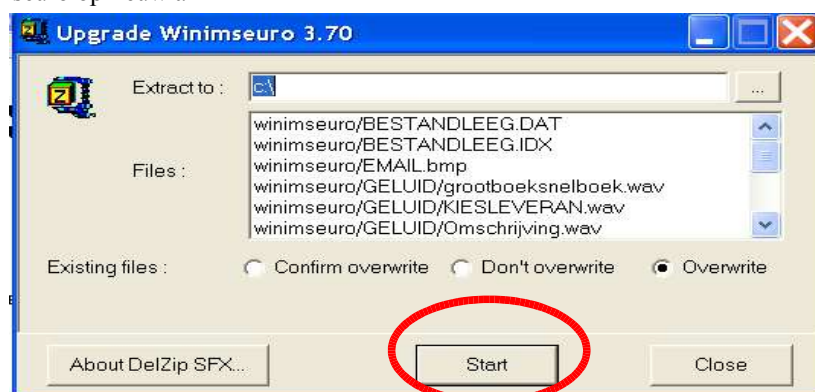 Upgrade Winimseuro 3.70
Extract to :
c:\
...
winimseuro/BESTANDLEEG.DAT
winimseuro/BESTANDLEEG.IDX
Files :
winimseuro/EMAIL.bmp
winimseuro/GELUID/grootboeksnelboek.wav
winimseuro/GELUID/KIESLEVERAN.wav
winimseuro/GELUID/Omschrijving.wav
Existing files :
Confirm overwrite
Don't overwrite
Overwrite
About DelZip SFX...
Start
Close